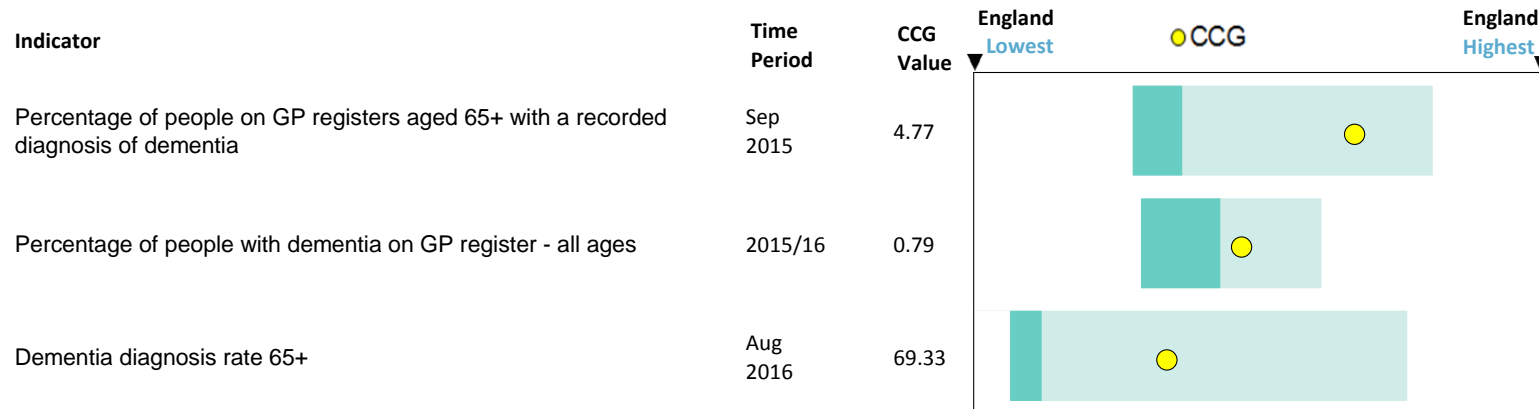 Indicator
Time Period
CCG Value
England Lowest
CCG
England Highest
Percentage of people on GP registers aged 65+ with a recorded
diagnosis of dementia
Sep 2015
4.77
Percentage of people with dementia on GP register - all ages
2015/16
0.79
Dementia diagnosis rate 65+
Aug 2016
69.33